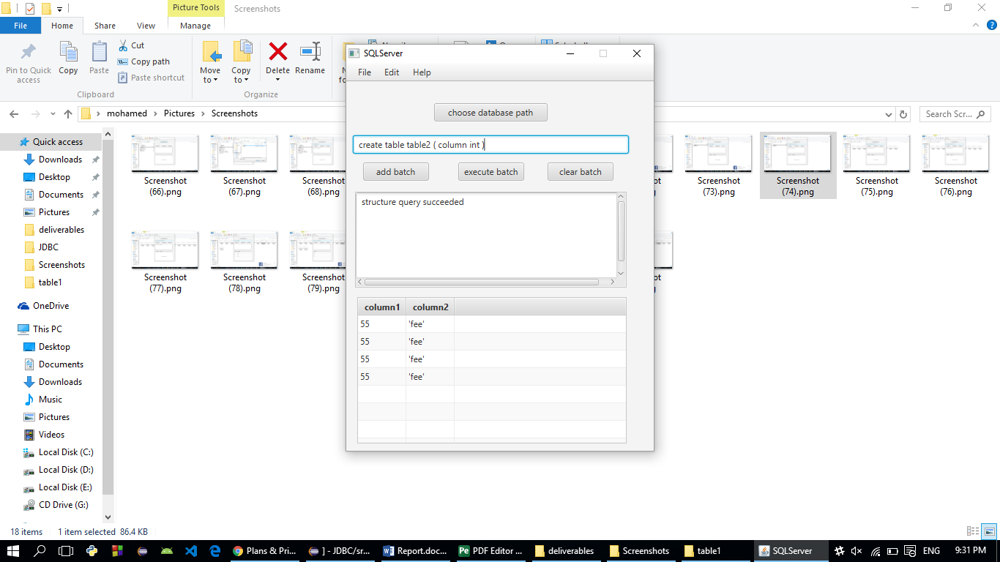 Picture Tools
Screenshots
File
Home
Share
View
Manage
Pin to Quick
access
Copy
Paste
Cut
Copy path
Paste shortcut
Clipboard
Move
to
Copy
to
Delete
Rename
Organize
mohamed
Pictures
Screenshots
Search Scr...
Quick access
Downloads
Desktop
Documents
Pictures
deliverables
JDBC
Screenshots
table1
OneDrive
This PC
Desktop
Documents
Downloads
Music
Pictures
Videos
Local Disk (C:)
Local Disk (D:)
Local Disk (E:)
CD Drive (G:)
Screenshot
(66).png
Screenshot
(67).png
Screenshot
(68).png
Screenshot
(73).png
Screenshot
(74).png
Screenshot
(75).png
Screenshot
(76).png
Screenshot
(77).png
Screenshot
(78).png
Screenshot
(79).png
SQLServer
File Edit Help
choose database path
create table table2 ( column int )
add batch
execute batch
clear batch
structure query succeeded
column1 column2
55 'fee'
55 'fee'
55 'fee'
55 'fee'
18 items 1 item selected 86.4 KB
Plans & Pri...
] - JDBC/sr...
Report.doc...
PDF Editor ...
deliverables
Screenshots
table1
SQLServer
ENG
9:31 PM